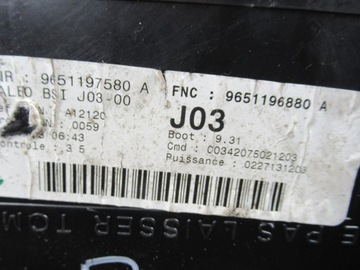 IR : 9651197580 A
FNC : 9651196880 A
ALEO BSI J03-00
J03
N : A12120
N : 0059
Boot : 9.31
06:43
Cmd : C0342075021203
ontrole : 3 5
Puissance : 0227131203
PAS LAISSER TOM